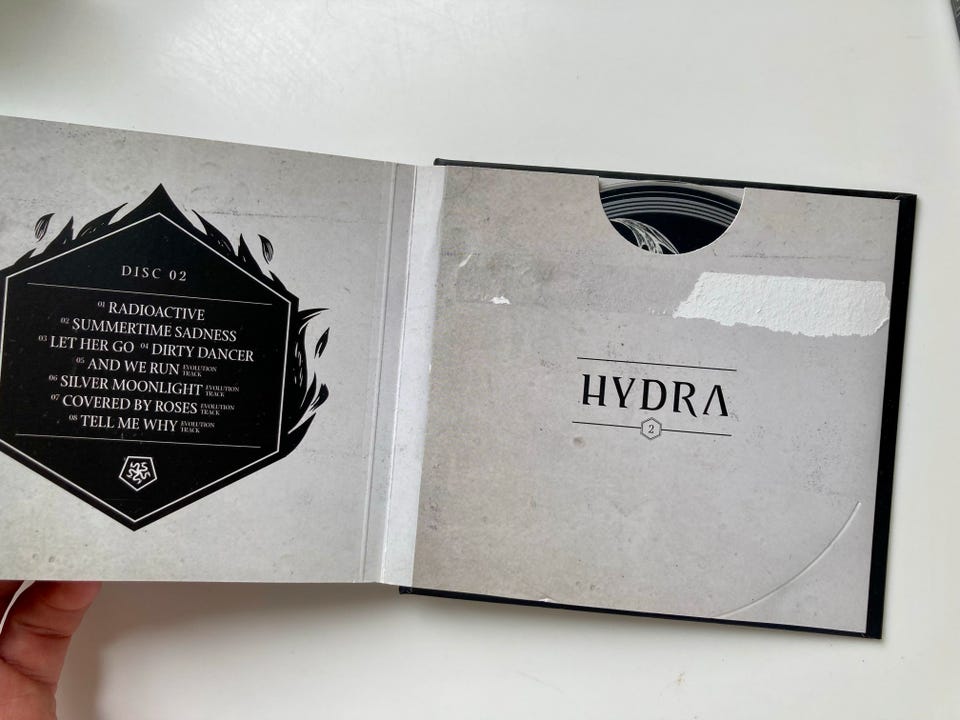 DISC 02
01 RADIOACTIVE
02 SUMMERTIME SADNESS
03 LET HER GO 04 DIRTY DANCER
05 AND WE RUN EVOLUTION TRACK
06 SILVER MOONLIGHT EVOLUTION TRACK
07 COVERED BY ROSES EVOLUTION TRACK
08 TELL ME WHY EVOLUTION TRACK
HYDRA
2